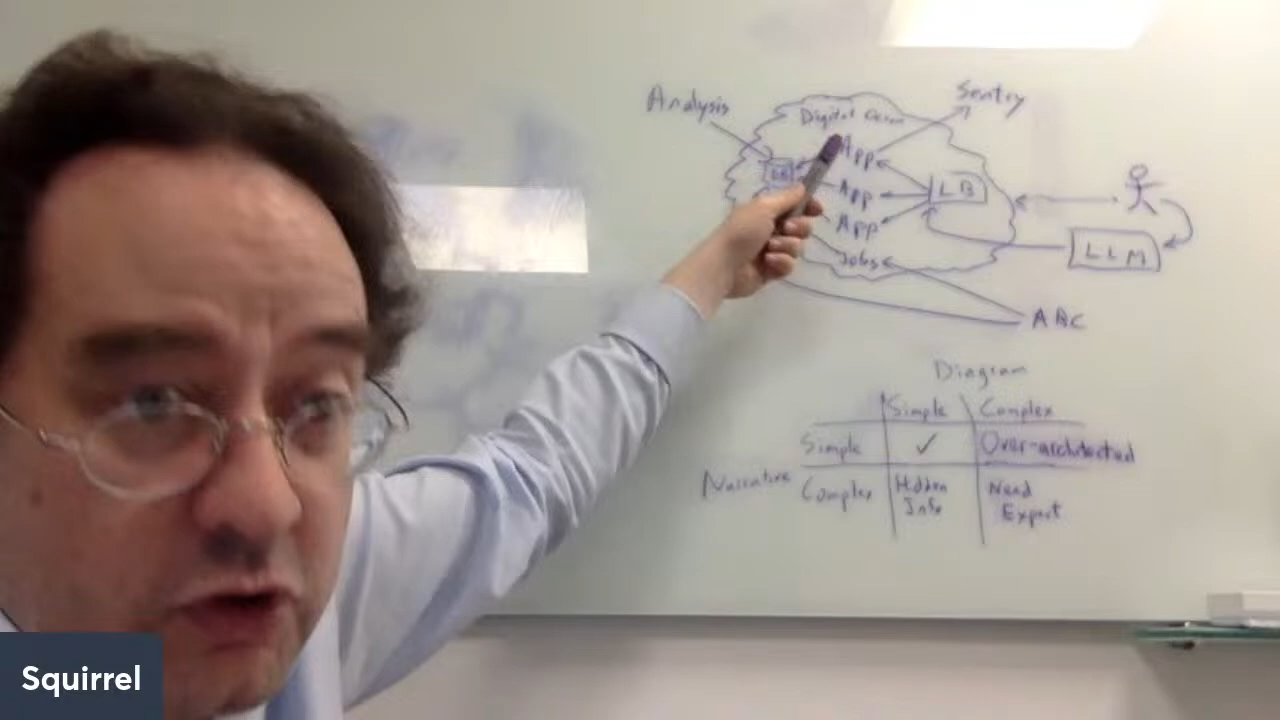 Analysis
Sentry
Digital Ocean
DB
App
App
App
LB
Jobs
LLM
ABC
Diagram
Simple Complex
Simple ✓ Over-architected
Narrative Complex Hidden Info Need Expert
Squirrel